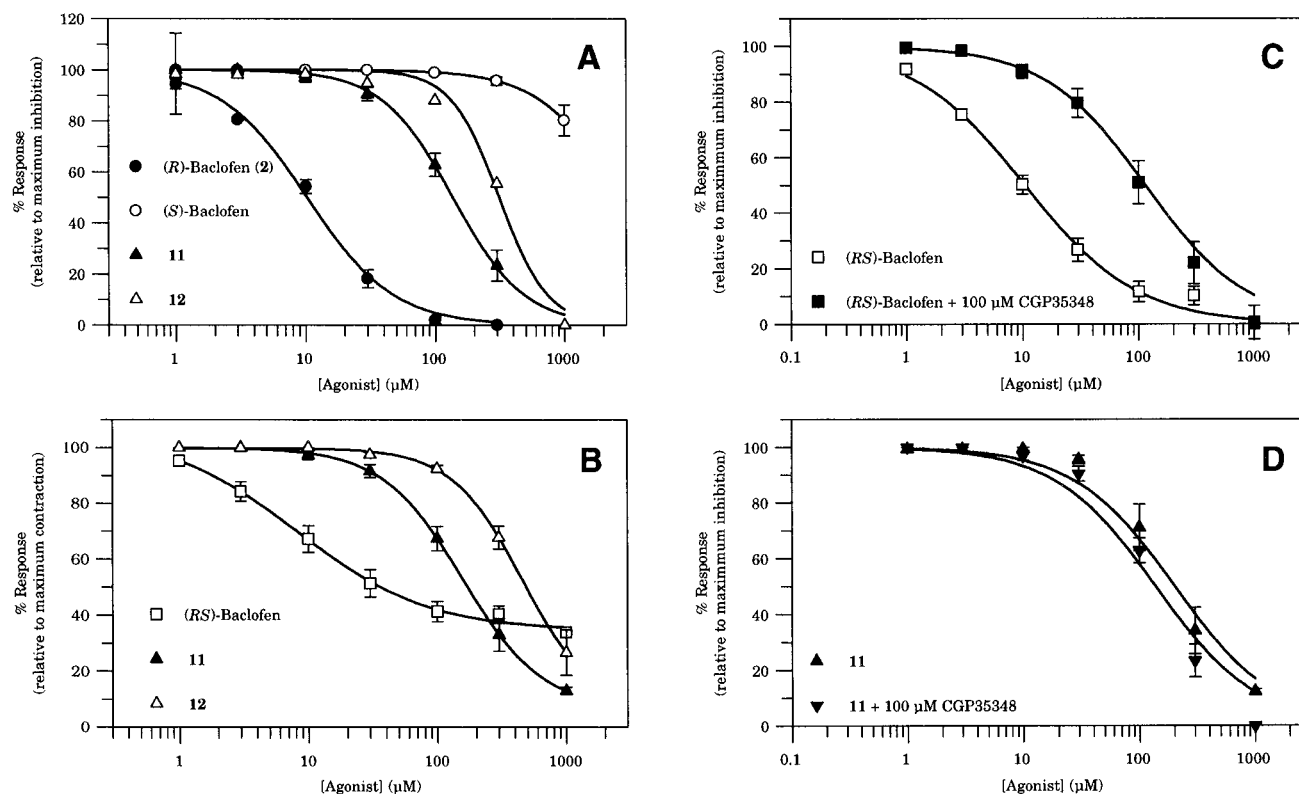 A
% Response
(relative to maximum inhibition)
120
100
80
60
40
20
0
(R)-Baclofen (2)
(S)-Baclofen
11
12
1
10
100
1000
[Agonist] (µM)
B
% Response
(relative to maximum contraction)
100
80
60
40
20
0
(RS)-Baclofen
11
12
1
10
100
1000
[Agonist] (µM)
C
% Response
(relative to maximum inhibition)
100
80
60
40
20
0
(RS)-Baclofen
(RS)-Baclofen + 100 µM CGP35348
0.1
1
10
100
1000
[Agonist] (µM)
D
% Response
(relative to maximmum inhibition)
100
80
60
40
20
0
11
11 + 100 µM CGP35348
0.1
1
10
100
1000
[Agonist] (µM)